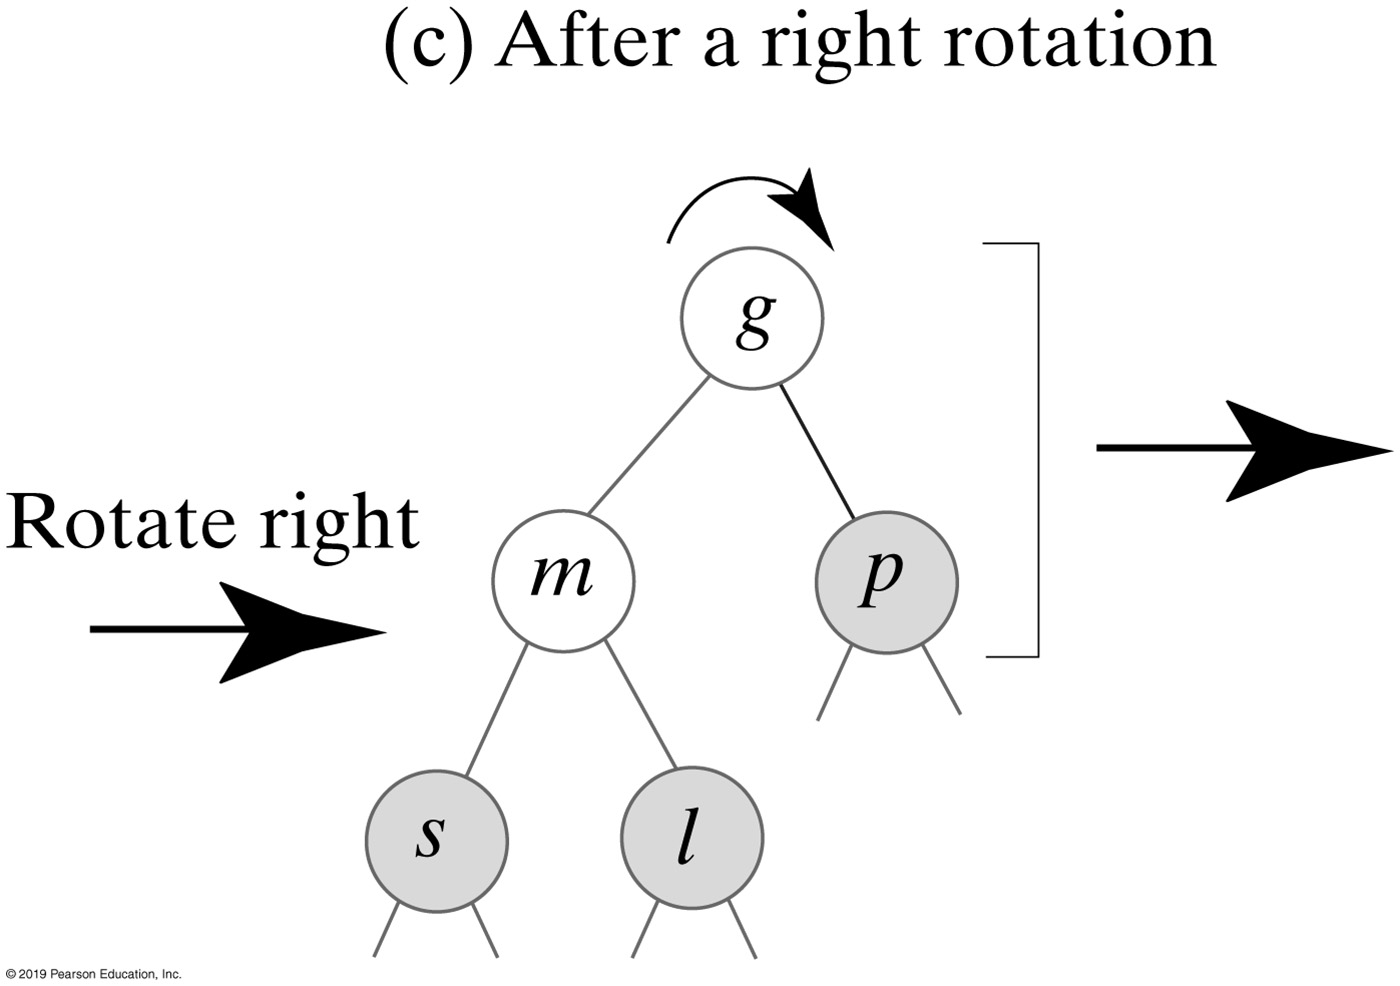 (c) After a right rotation
g
Rotate right
m
p
s
l
© 2019 Pearson Education, Inc.